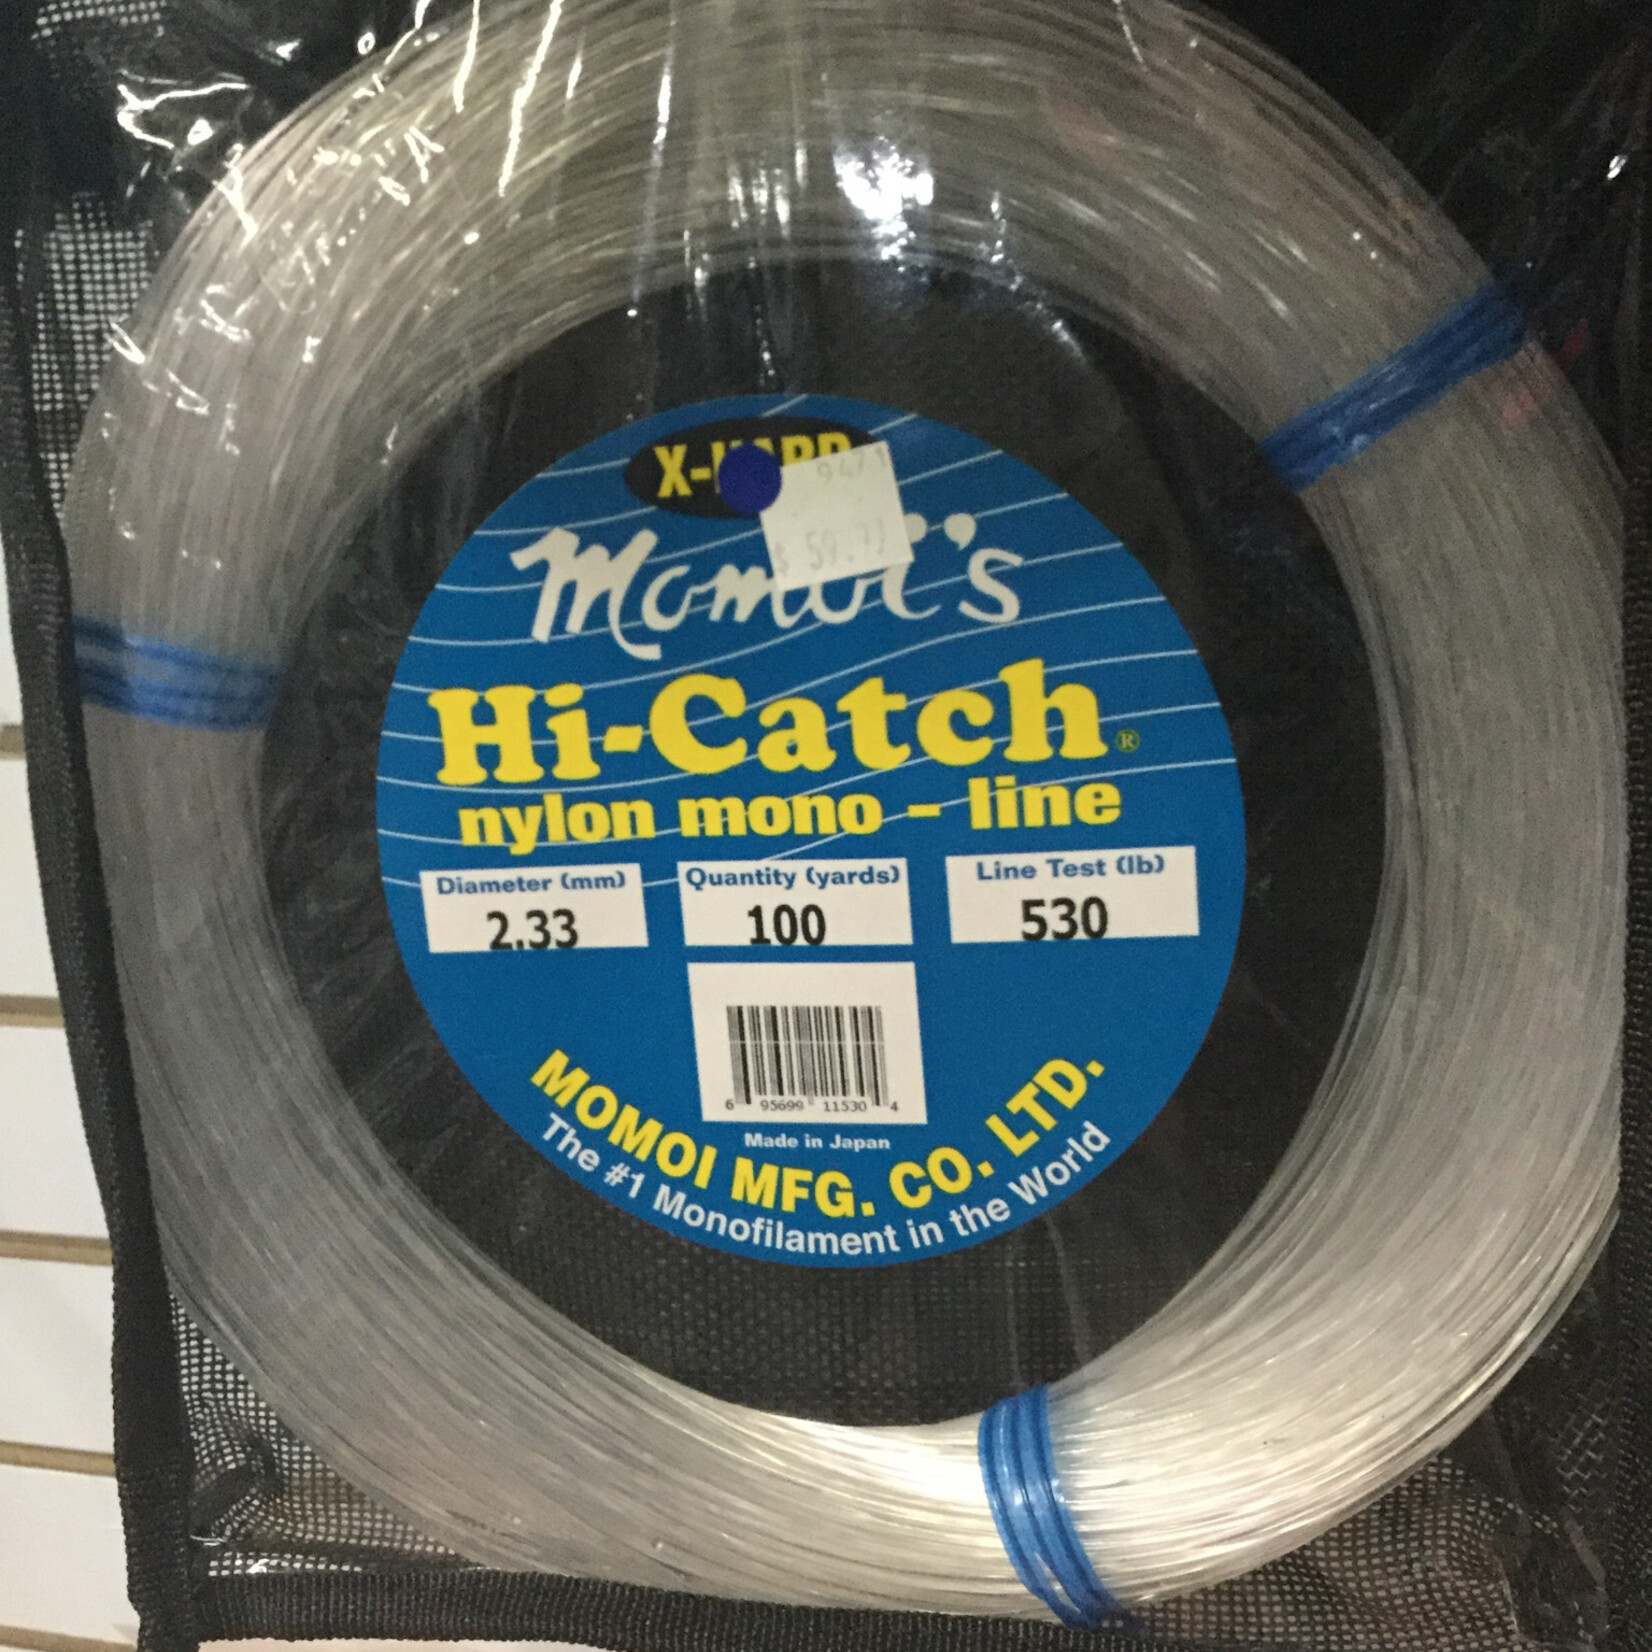 X-HARD
Momoi's
Hi-Catch®
nylon mono - line
Diameter (mm)
2.33
Quantity (yards)
100
Line Test (lb)
530
6 95699 11530 4
Made in Japan
MOMOI MFG. CO. LTD.
The #1 Monofilament in the World